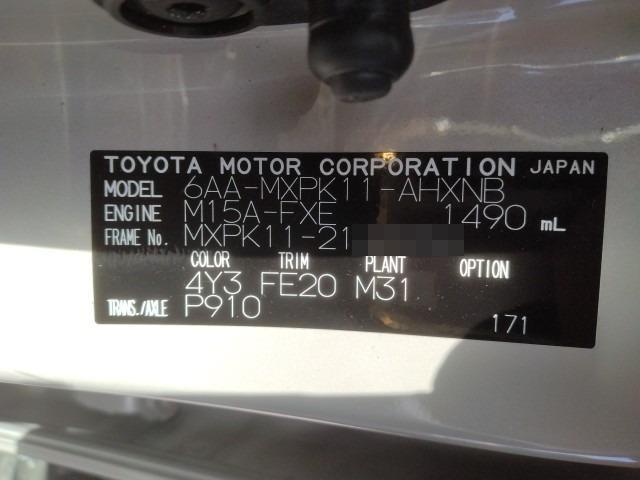 TOYOTA MOTOR CORPORATION JAPAN
MODEL 6AA-MXPK11-AHXNB
ENGINE M15A-FXE 1490 mL
FRAME No. MXPK11-21
COLOR TRIM PLANT OPTION
4Y3 FE20 M31
TRANS./AXLE P910
171